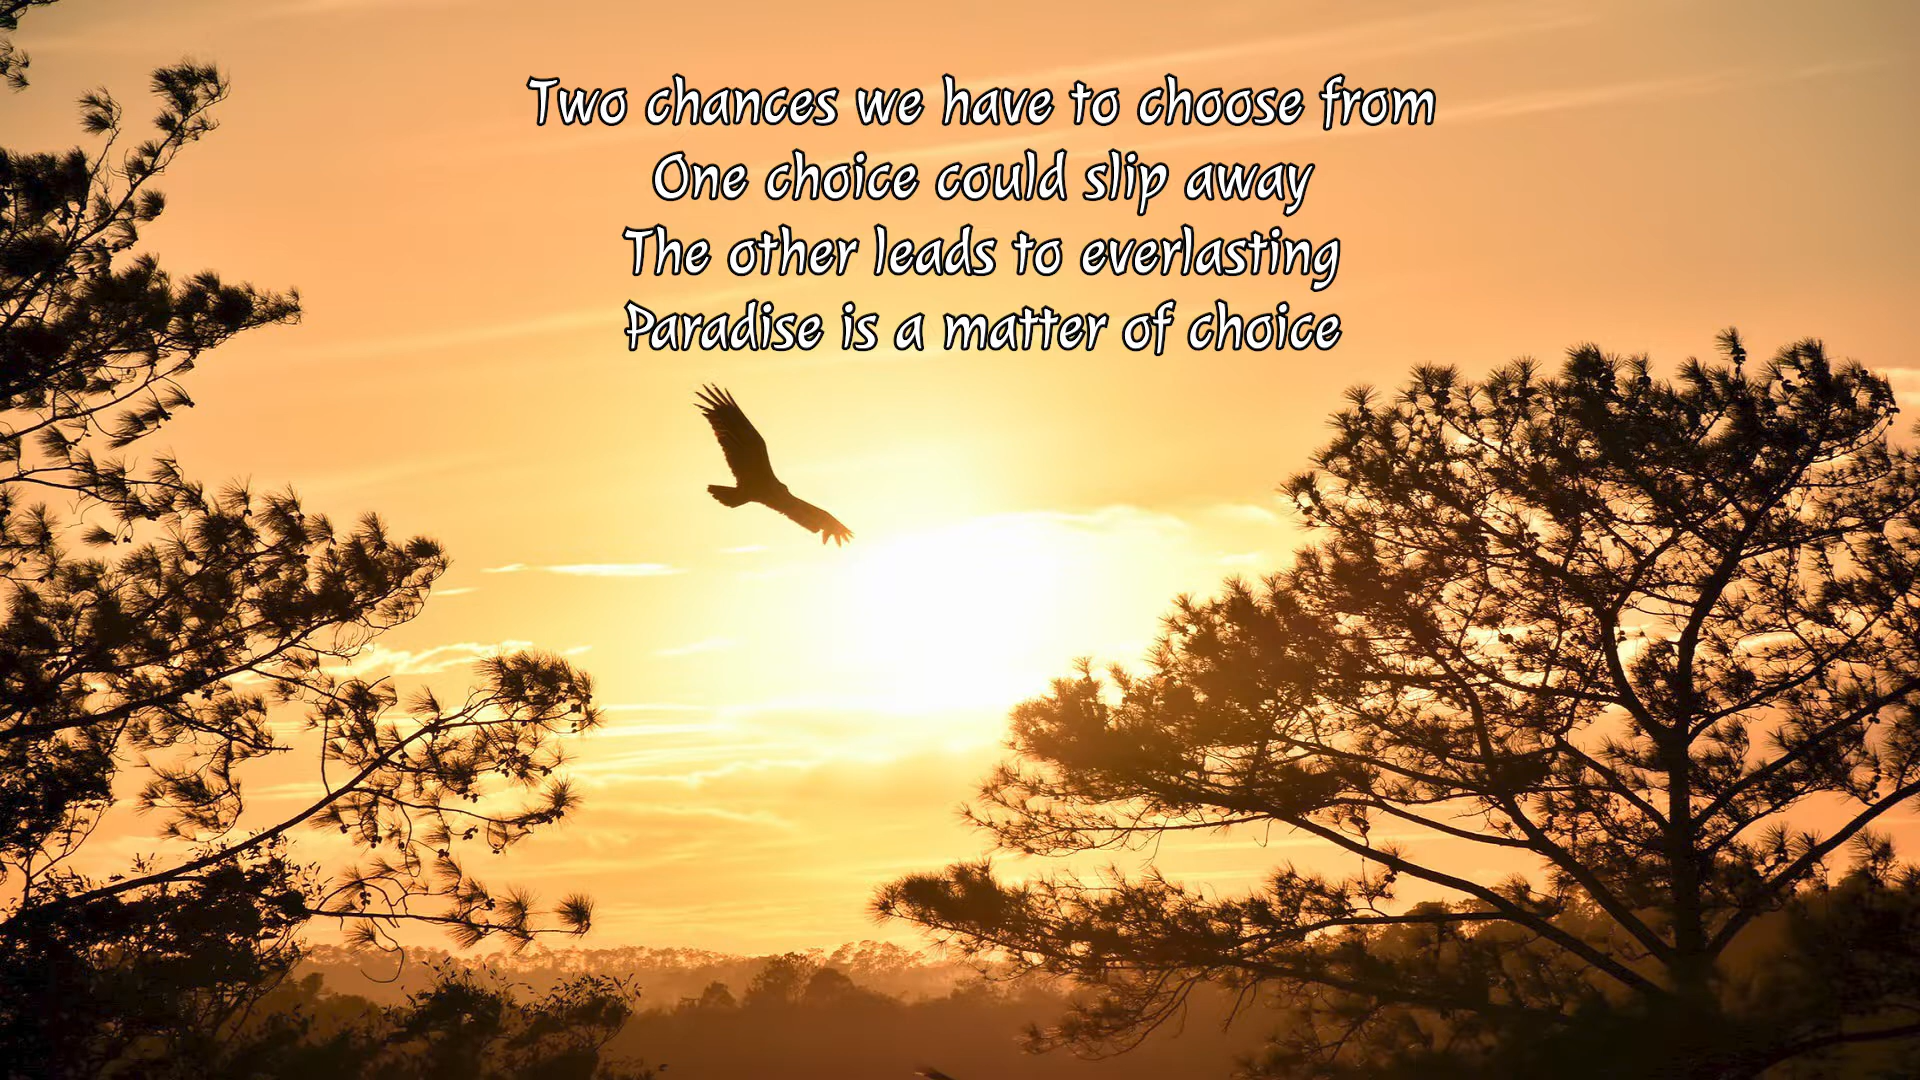 Two chances we have to choose from
One choice could slip away
The other leads to everlasting
Paradise is a matter of choice